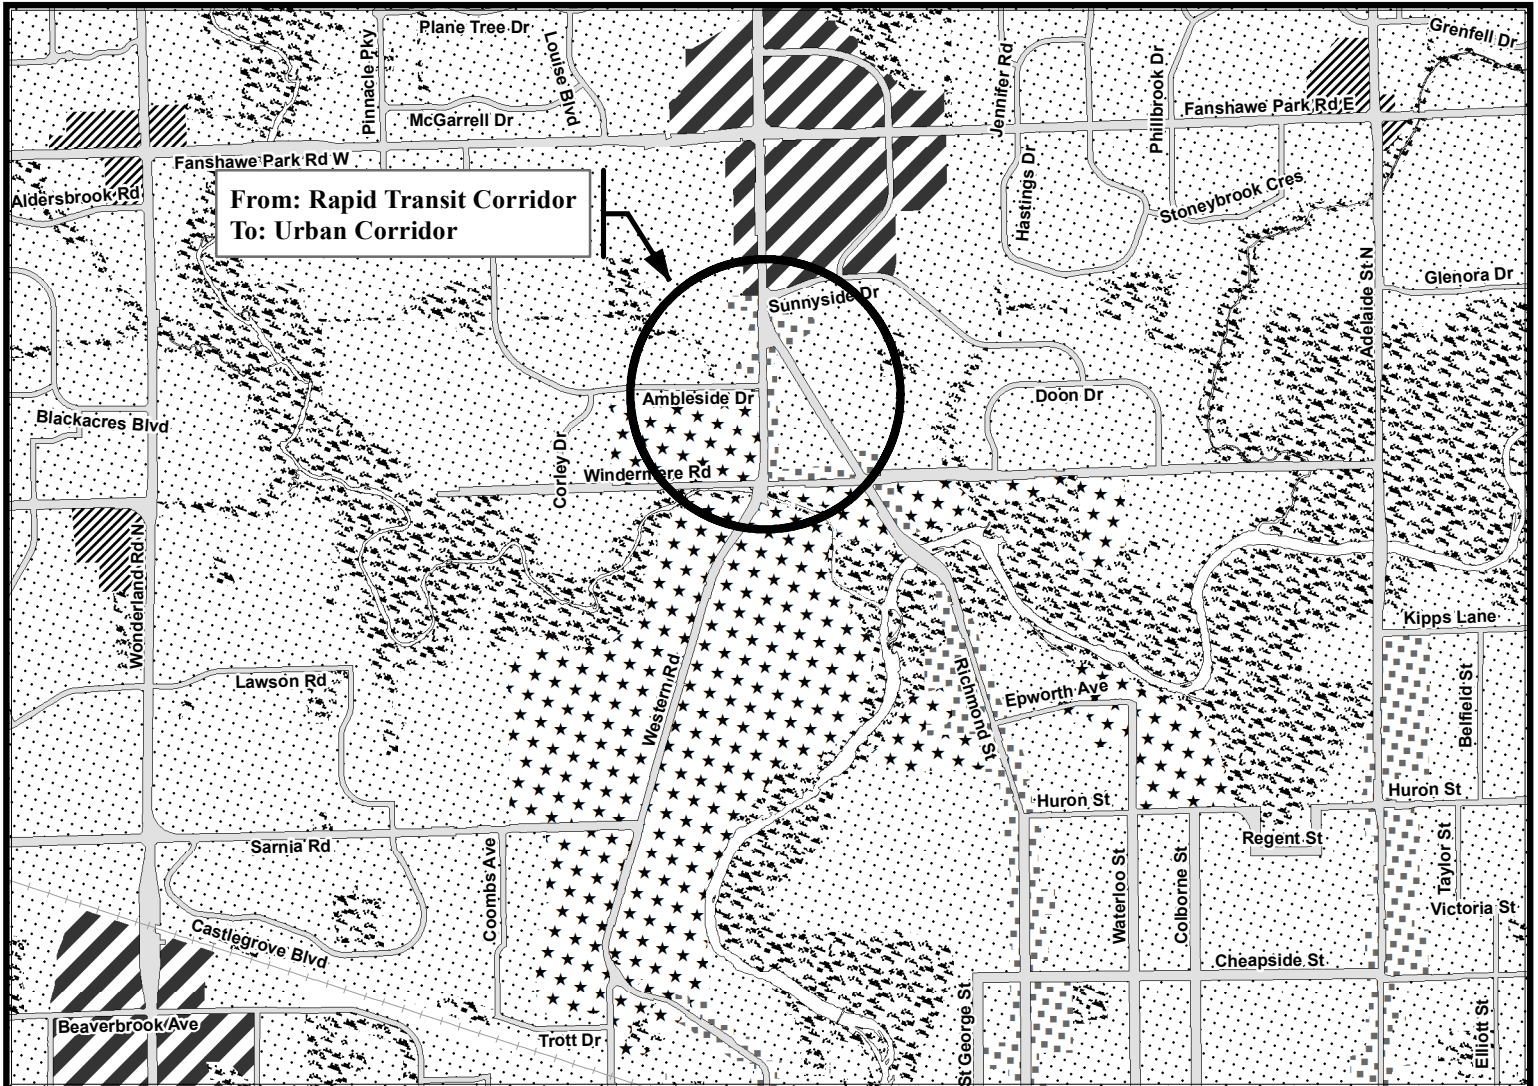 Plane Tree Dr
Grenfell Dr
Louise Blvd
Pinnacle Pky
Jennifer Rd
Phillbrook Dr
Fanshawe Park Rd E
McGarrell Dr
Fanshawe Park Rd W
Aldersbrook Rd
From: Rapid Transit Corridor
To: Urban Corridor
Hastings Dr
Stoneybrook Cres
Adelaide St N
Glenora Dr
Sunnyside Dr
Blackacres Blvd
Ambleside Dr
Doon Dr
Corley Dr
Windermere Rd
Wonderland Rd N
Kipps Lane
Lawson Rd
Western Rd
Richmond St
Epworth Ave
Belfield St
Huron St
Huron St
Regent St
Sarnia Rd
Coombs Ave
Waterloo St
Colborne St
Taylor St
Victoria St
Castlegrove Blvd
Cheapside St
Beaverbrook Ave
Trott Dr
St George St
Elliott St